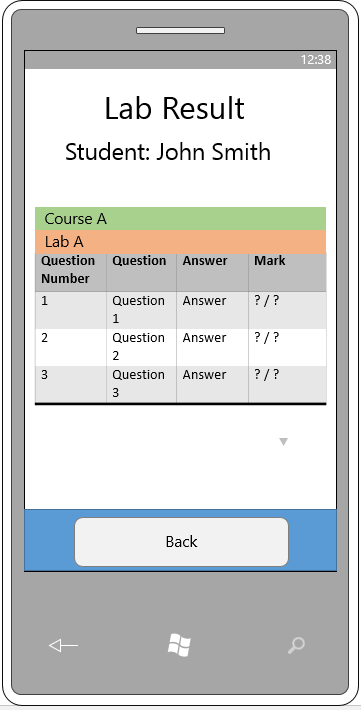 12:38
Lab Result
Student: John Smith
Course A
Lab A
Question Number Question Answer Mark
1 Question 1 Answer ? / ?
2 Question 2 Answer ? / ?
3 Question 3 Answer ? / ?
Back